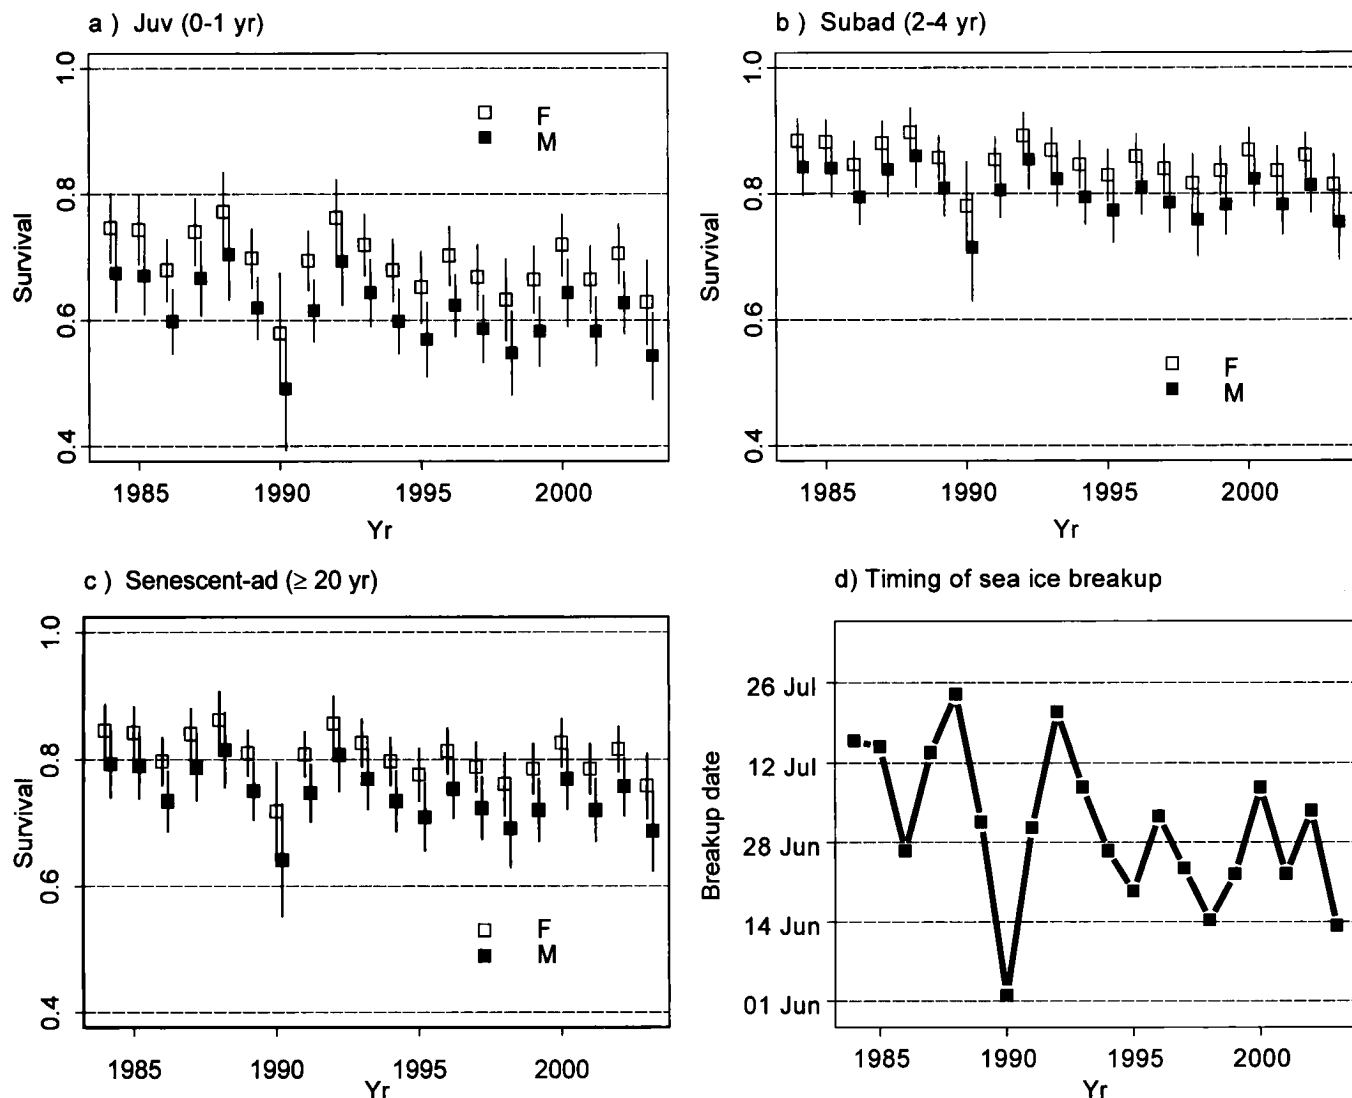 a ) Juv (0-1 yr)
1.0
0.8
0.6
0.4
Survival
F
M
1985 1990 1995 2000
Yr
b ) Subad (2-4 yr)
1.0
0.8
0.6
0.4
Survival
F
M
1985 1990 1995 2000
Yr
c ) Senescent-ad (≥ 20 yr)
1.0
0.8
0.6
0.4
Survival
F
M
1985 1990 1995 2000
Yr
d) Timing of sea ice breakup
26 Jul
12 Jul
28 Jun
14 Jun
01 Jun
Breakup date
1985 1990 1995 2000
Yr